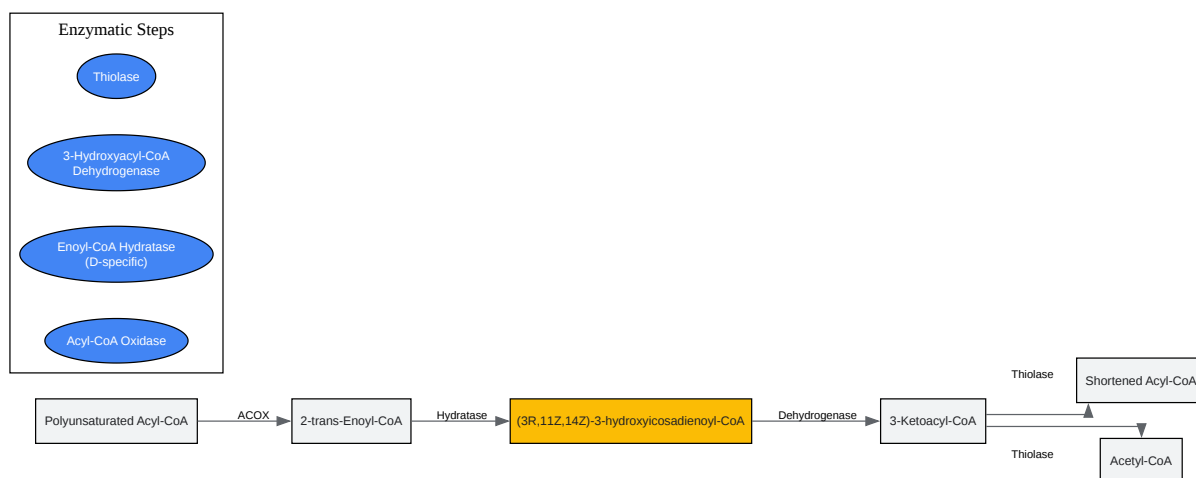 Enzymatic Steps
Thiolase
3-Hydroxyacyl-CoA
Dehydrogenase
Enoyl-CoA Hydratase
(D-specific)
Acyl-CoA Oxidase
Polyunsaturated Acyl-CoA
ACOX
2-trans-Enoyl-CoA
Hydratase
(3R,11Z,14Z)-3-hydroxyicosadienoyl-CoA
Dehydrogenase
3-Ketoacyl-CoA
Thiolase
Shortened Acyl-CoA
Thiolase
Acetyl-CoA